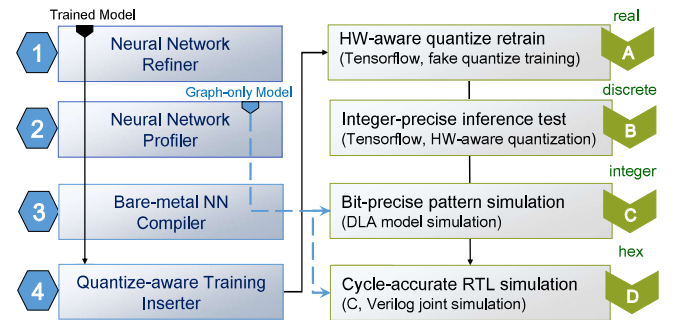 Trained Model
1
Neural Network
Refiner
Graph-only Model
2
Neural Network
Profiler
3
Bare-metal NN
Compiler
4
Quantize-aware Training
Inserter
real
HW-aware quantize retrain
(Tensorflow, fake quantize training)
A
discrete
Integer-precise inference test
(Tensorflow, HW-aware quantization)
B
integer
Bit-precise pattern simulation
(DLA model simulation)
C
hex
Cycle-accurate RTL simulation
(C, Verilog joint simulation)
D